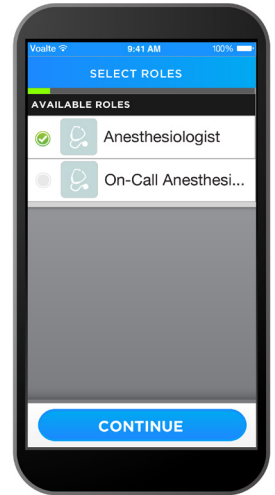 Voalte 9:41 AM 100%
SELECT ROLES
AVAILABLE ROLES
Anesthesiologist
On-Call Anesthesi...
CONTINUE